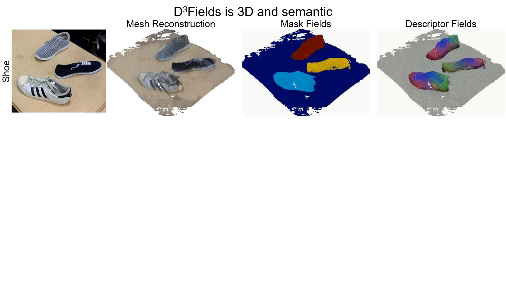 D³Fields is 3D and semantic
Mesh Reconstruction
Mask Fields
Descriptor Fields
Shoe